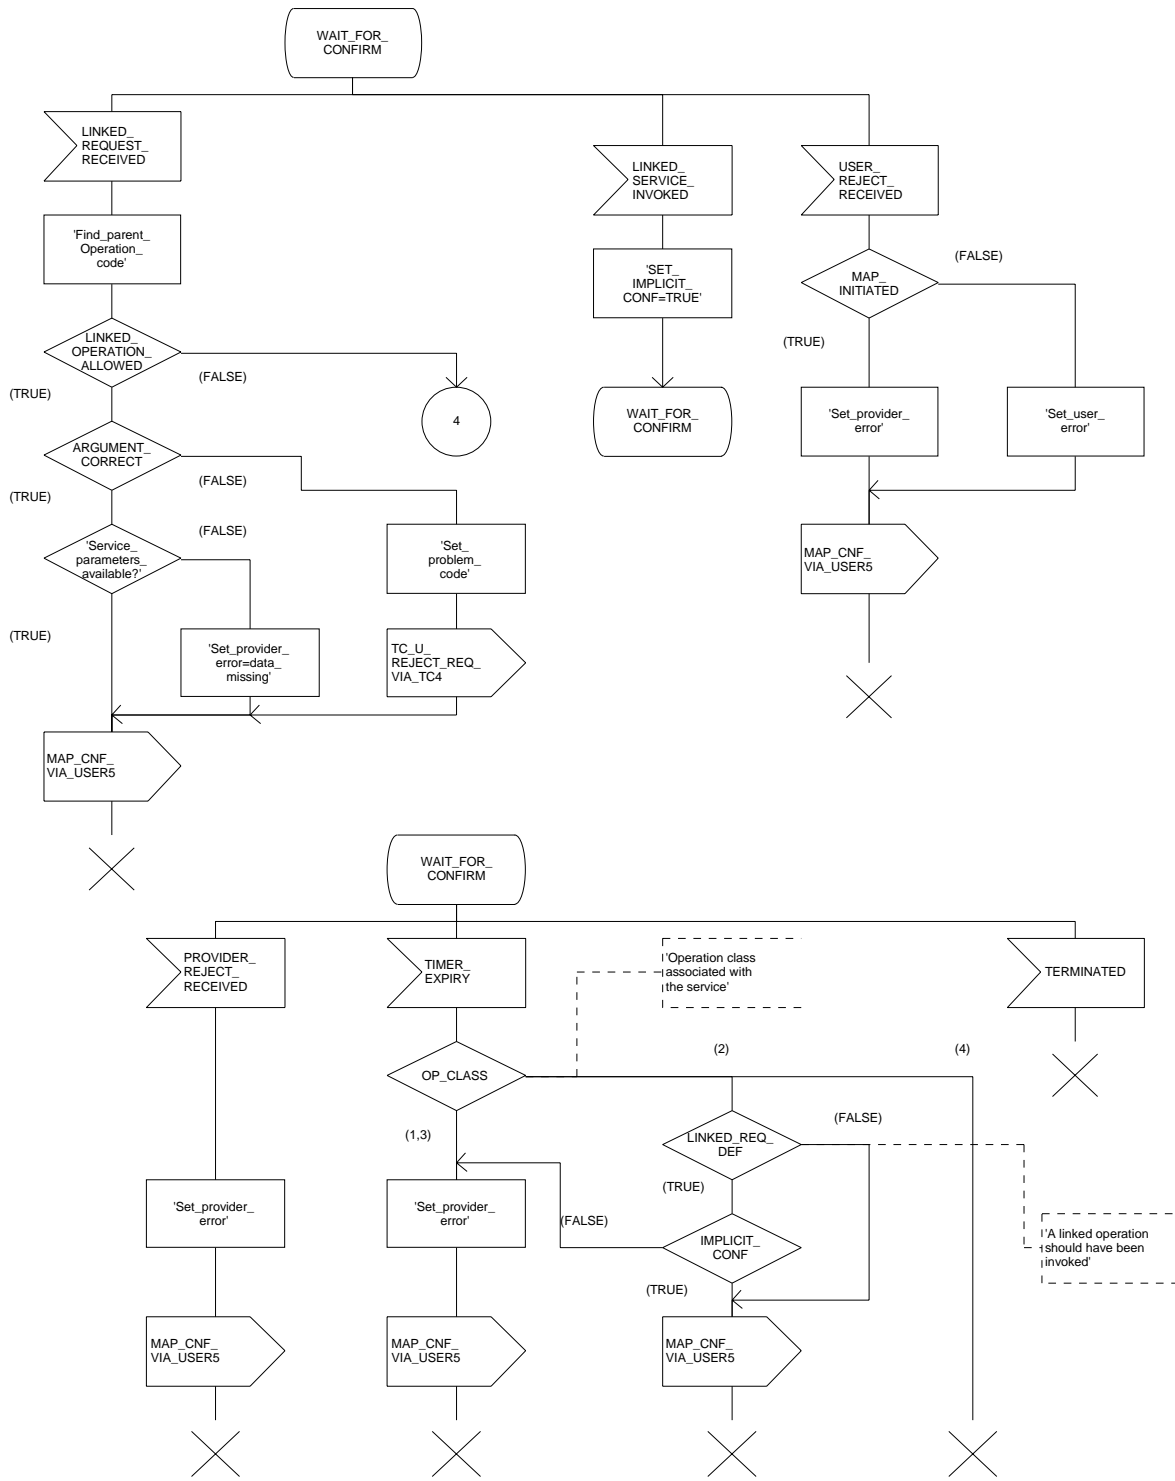 WAIT_FOR_
CONFIRM
LINKED_
REQUEST_
RECEIVED
LINKED_
SERVICE_
INVOKED
USER_
REJECT_
RECEIVED
'Find_parent_
Operation_
code'
'SET_
IMPLICIT_
CONF=TRUE'
MAP_
INITIATED
(FALSE)
(TRUE)
LINKED_
OPERATION_
ALLOWED
(TRUE)
(FALSE)
4
WAIT_FOR_
CONFIRM
'Set_provider_
error'
'Set_user_
error'
ARGUMENT_
CORRECT
(TRUE)
(FALSE)
'Service_
parameters_
available?'
(FALSE)
(TRUE)
'Set_
problem_
code'
MAP_CNF_
VIA_USER5
'Set_provider_
error=data_
missing'
TC_U_
REJECT_REQ_
VIA_TC4
MAP_CNF_
VIA_USER5
WAIT_FOR_
CONFIRM
PROVIDER_
REJECT_
RECEIVED
TIMER_
EXPIRY
'Operation class
associated with
the service'
TERMINATED
OP_CLASS
(2)
(4)
(1,3)
LINKED_REQ_
DEF
(FALSE)
(TRUE)
'Set_provider_
error'
'Set_provider_
error'
(FALSE)
IMPLICIT_
CONF
(TRUE)
'A linked operation
should have been
invoked'
MAP_CNF_
VIA_USER5
MAP_CNF_
VIA_USER5
MAP_CNF_
VIA_USER5